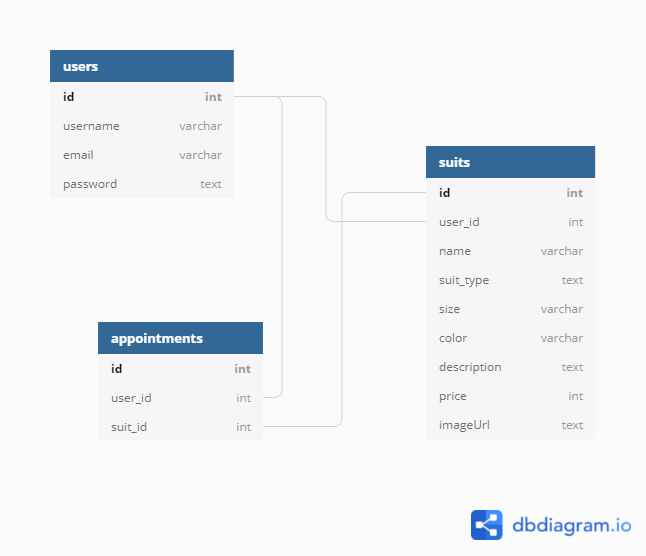 users
id int
username varchar
email varchar
password text
suits
id int
user_id int
name varchar
suit_type text
size varchar
color varchar
description text
price int
imageUrl text
appointments
id int
user_id int
suit_id int
dbdiagram.io